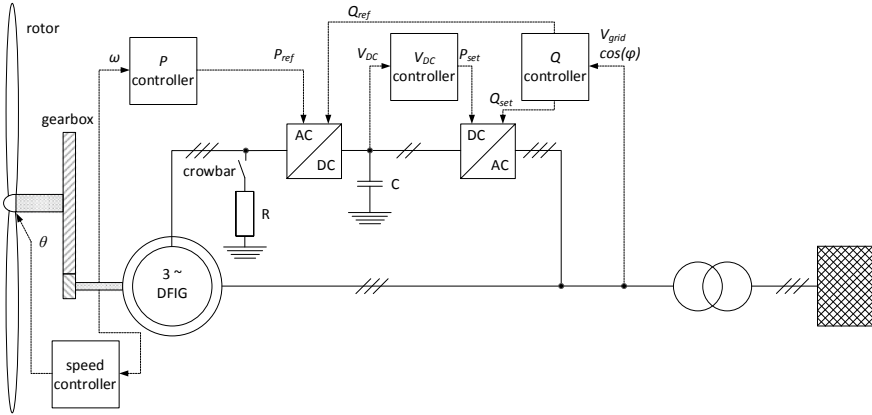 rotor
gearbox
ω
P
controller
P_ref
Q_ref
V_DC
V_DC
controller
P_set
Q
controller
Q_set
V_grid
cos(φ)
AC
DC
DC
AC
crowbar
R
C
θ
3 ~
DFIG
speed
controller